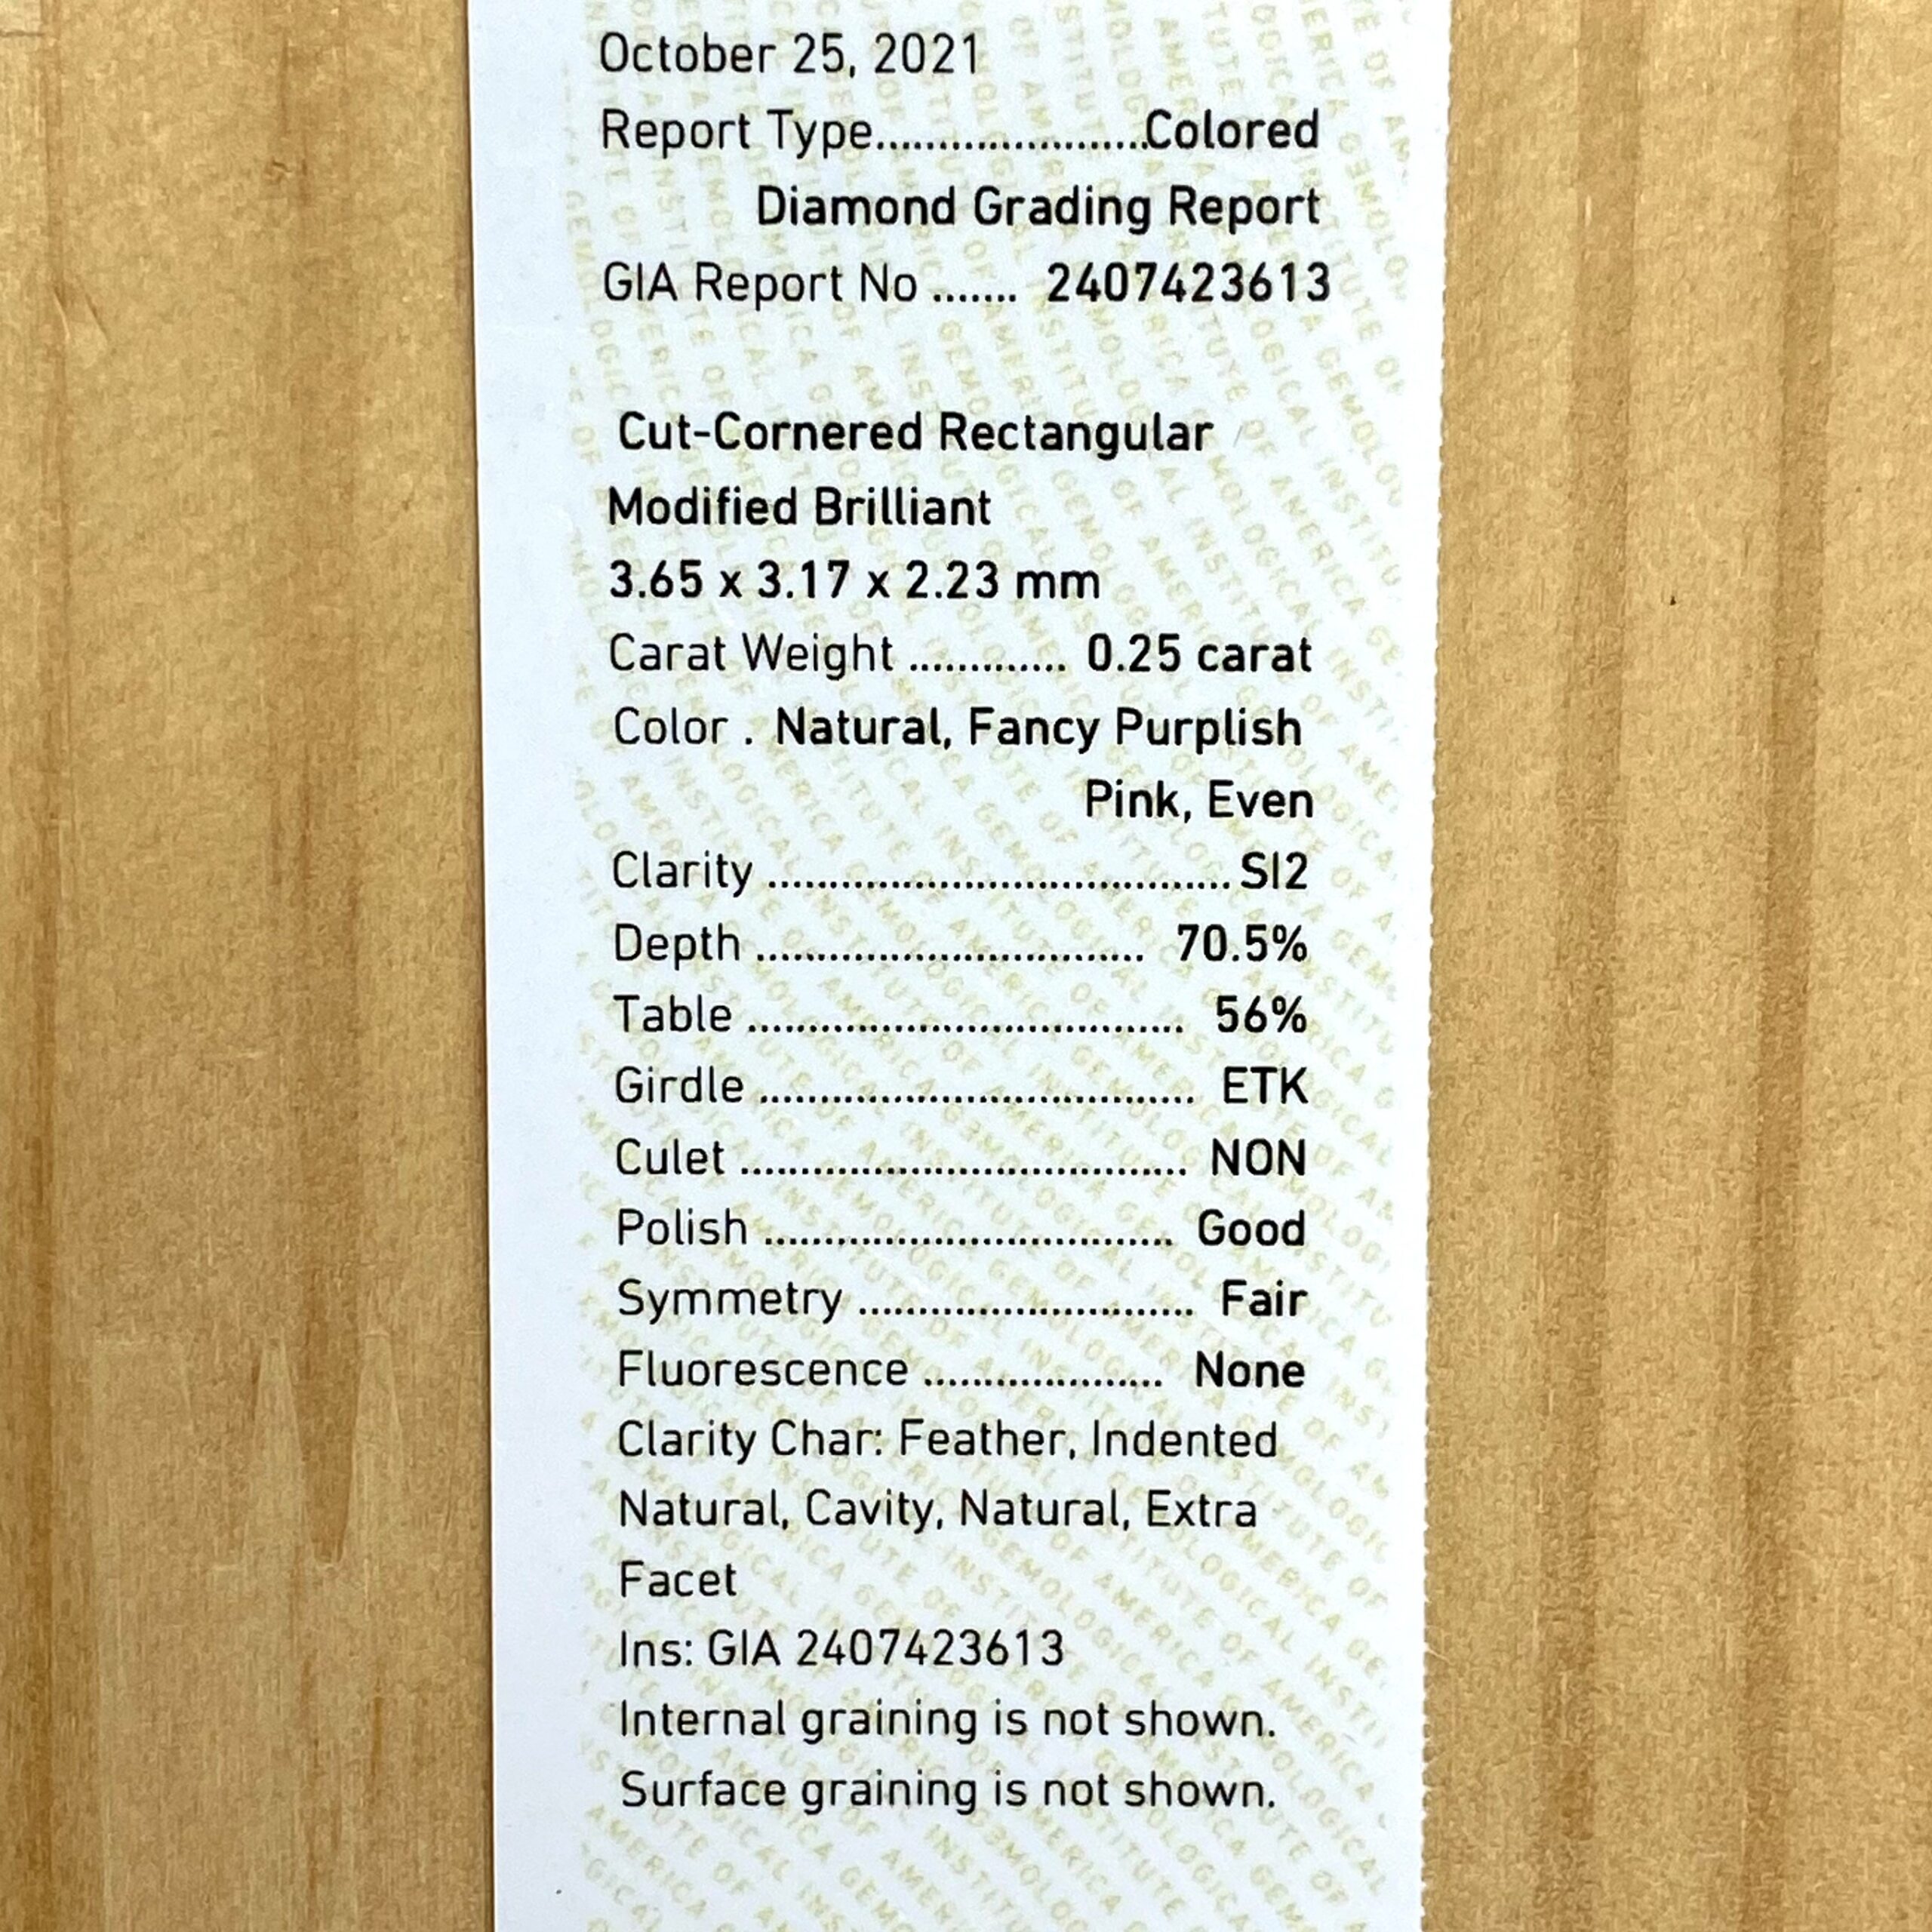 October 25, 2021
Report Type......................Colored
Diamond Grading Report
GIA Report No ....... 2407423613
Cut-Cornered Rectangular
Modified Brilliant
3.65 x 3.17 x 2.23 mm
Carat Weight ............. 0.25 carat
Color . Natural, Fancy Purplish
Pink, Even
Clarity ...................................... SI2
Depth ................................ 70.5%
Table .................................... 56%
Girdle .................................... ETK
Culet ..................................... NON
Polish .................................. Good
Symmetry ............................ Fair
Fluorescence .................... None
Clarity Char: Feather, Indented
Natural, Cavity, Natural, Extra
Facet
Ins: GIA 2407423613
Internal graining is not shown.
Surface graining is not shown.